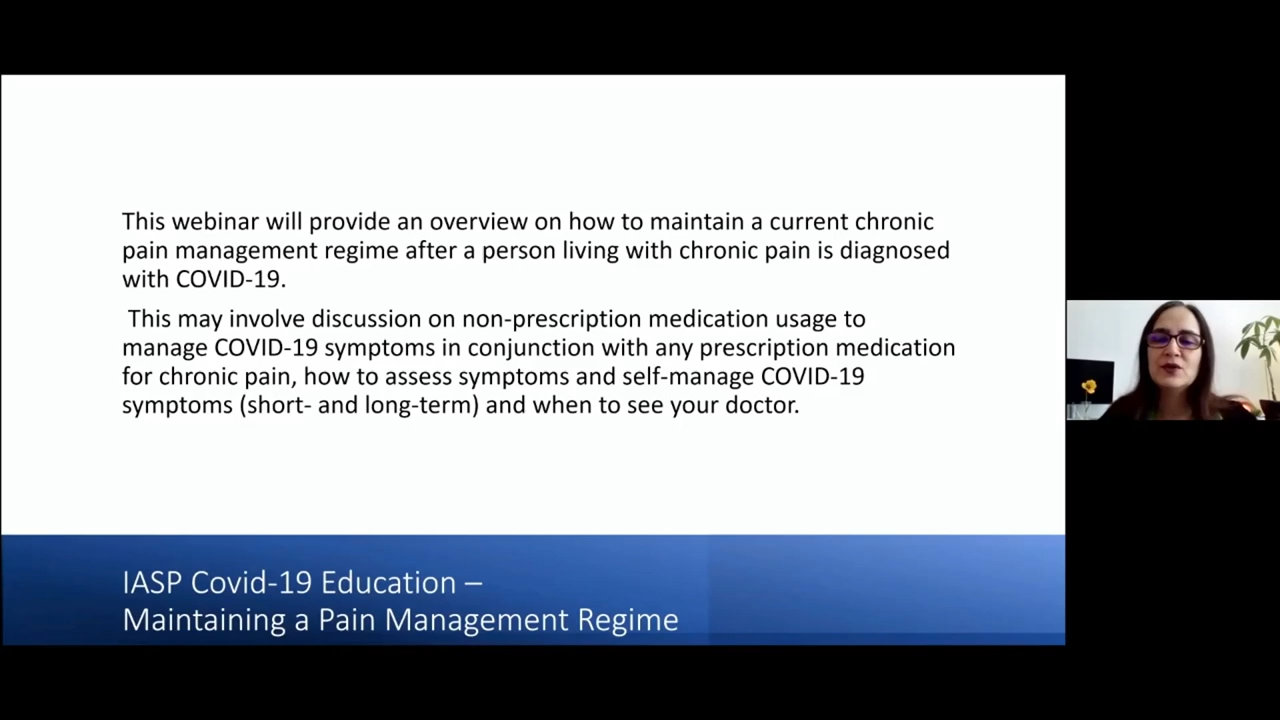 This webinar will provide an overview on how to maintain a current chronic
pain management regime after a person living with chronic pain is diagnosed
with COVID-19.
This may involve discussion on non-prescription medication usage to
manage COVID-19 symptoms in conjunction with any prescription medication
for chronic pain, how to assess symptoms and self-manage COVID-19
symptoms (short- and long-term) and when to see your doctor.
IASP Covid-19 Education –
Maintaining a Pain Management Regime